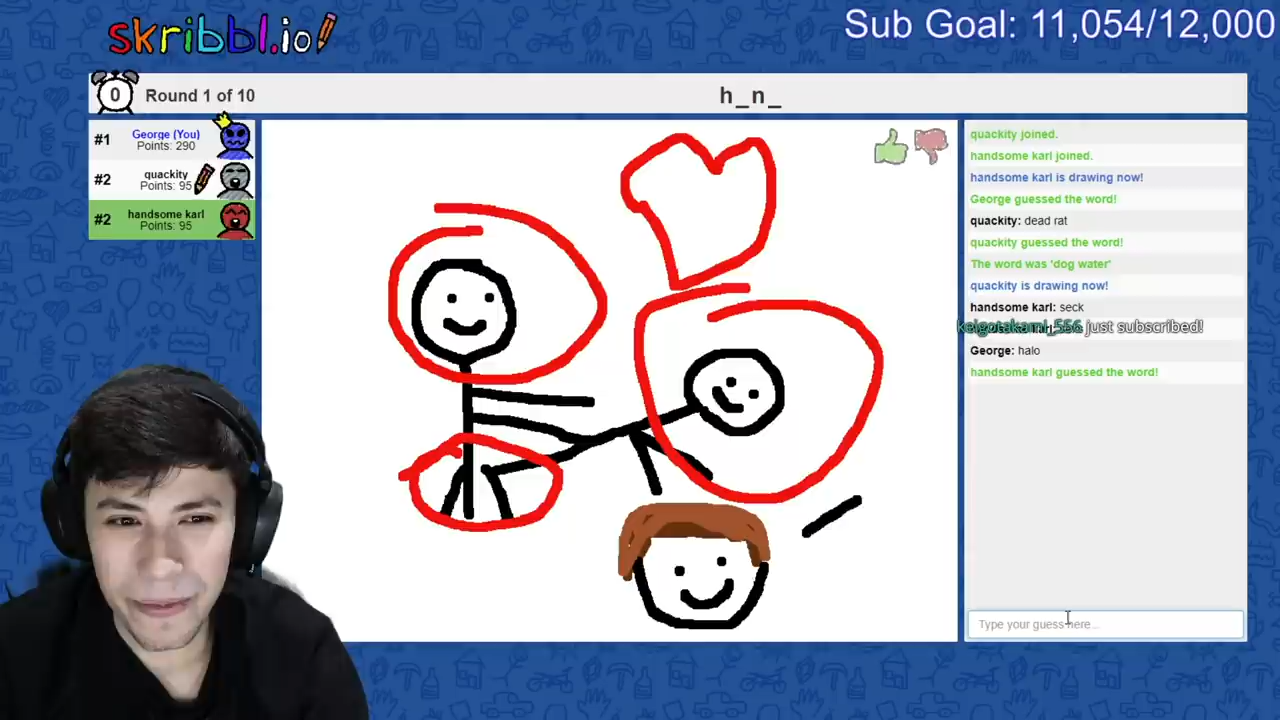 Sub Goal: 11,054/12,000
skribbl.io
0
Round 1 of 10
h_n_
#1
George (You)
Points: 290
#2
quackity
Points: 95
#2
handsome karl
Points: 95
quackity joined.
handsome karl joined.
handsome karl is drawing now!
George guessed the word!
quackity: dead rat
quackity guessed the word!
The word was 'dog water'
quackity is drawing now!
handsome karl: seck
just subscribed!
George: halo
handsome karl guessed the word!
Type your guess here...